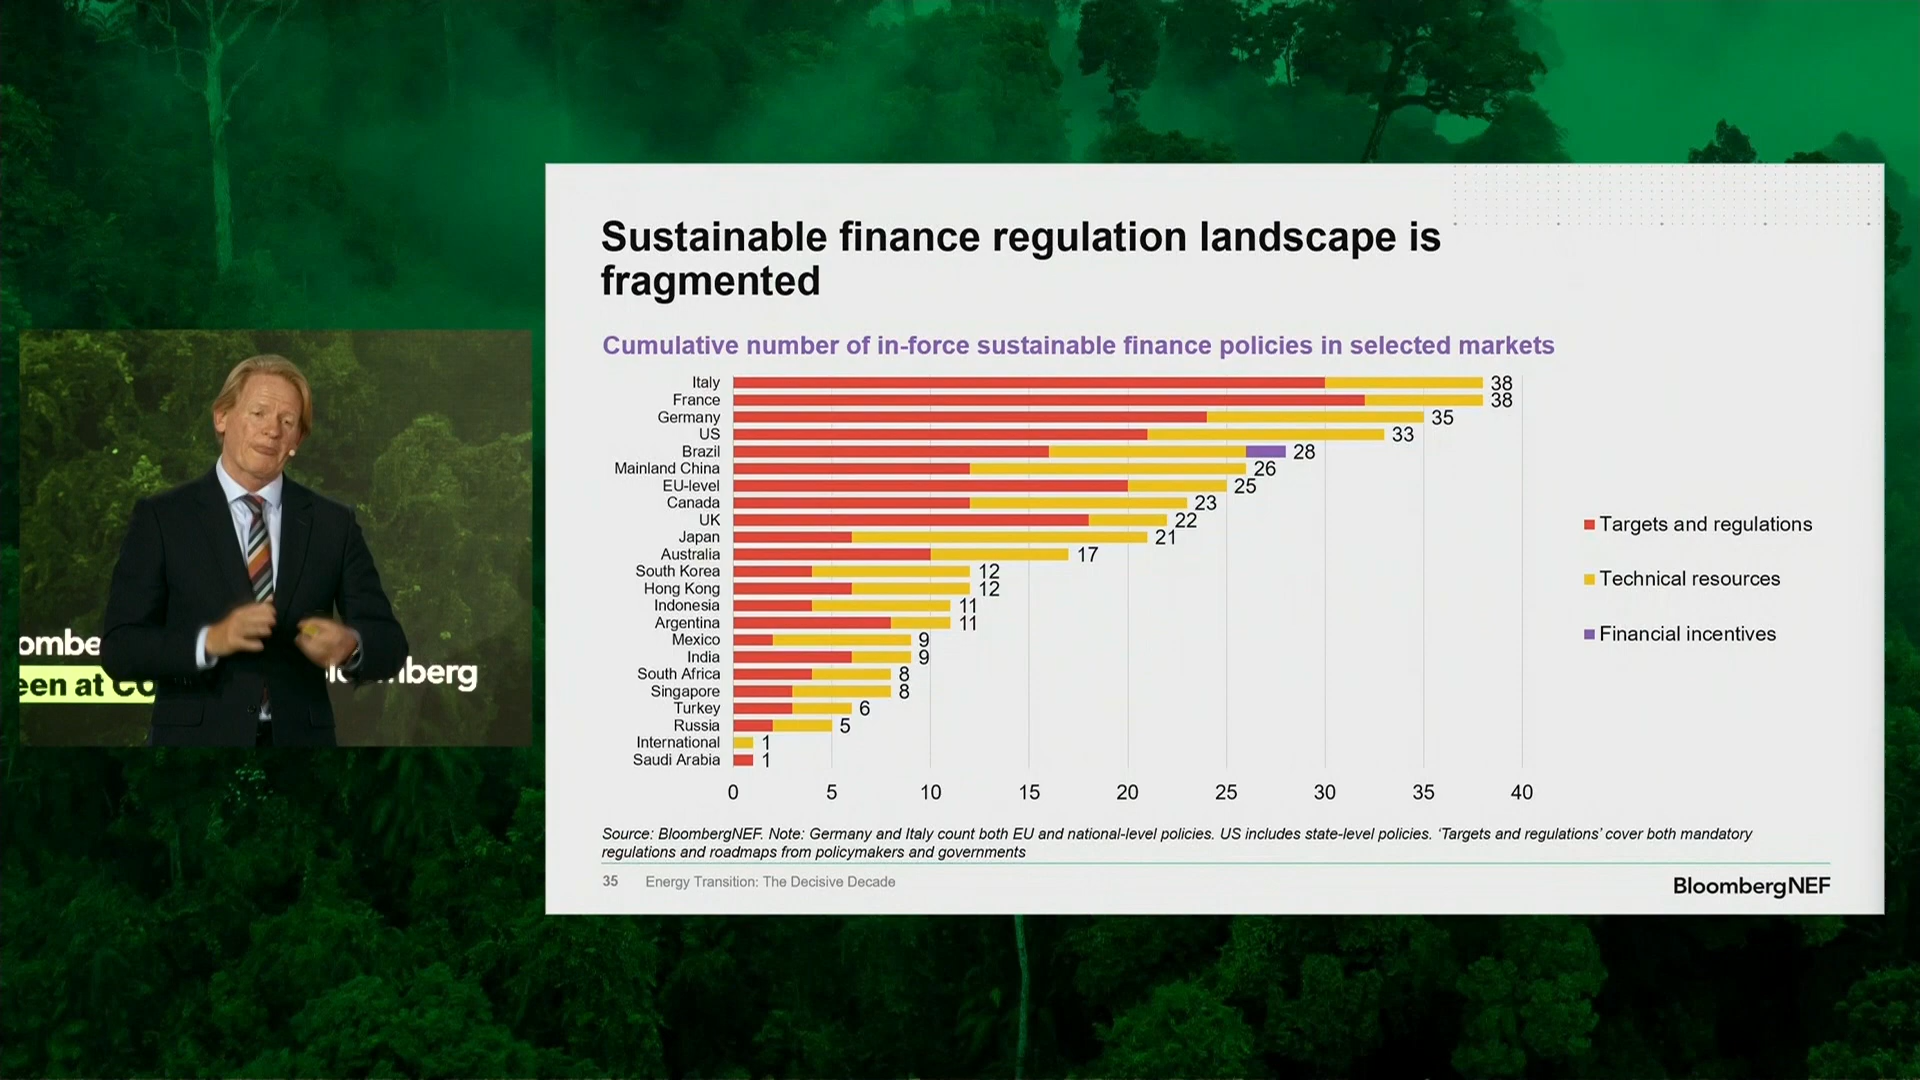 Sustainable finance regulation landscape is
fragmented
Cumulative number of in-force sustainable finance policies in selected markets
Italy 38
France 38
Germany 35
US 33
Brazil 28
Mainland China 26
EU-level 25
Canada 23
UK 22
Japan 21
Australia 17
South Korea 12
Hong Kong 12
Indonesia 11
Argentina 11
Mexico 9
India 9
South Africa 8
Singapore 8
Turkey 6
Russia 5
International 1
Saudi Arabia 1
0 5 10 15 20 25 30 35 40
Targets and regulations
Technical resources
Financial incentives
Source: BloombergNEF. Note: Germany and Italy count both EU and national-level policies. US includes state-level policies. ‘Targets and regulations’ cover both mandatory
regulations and roadmaps from policymakers and governments
35 Energy Transition: The Decisive Decade
BloombergNEF
een at